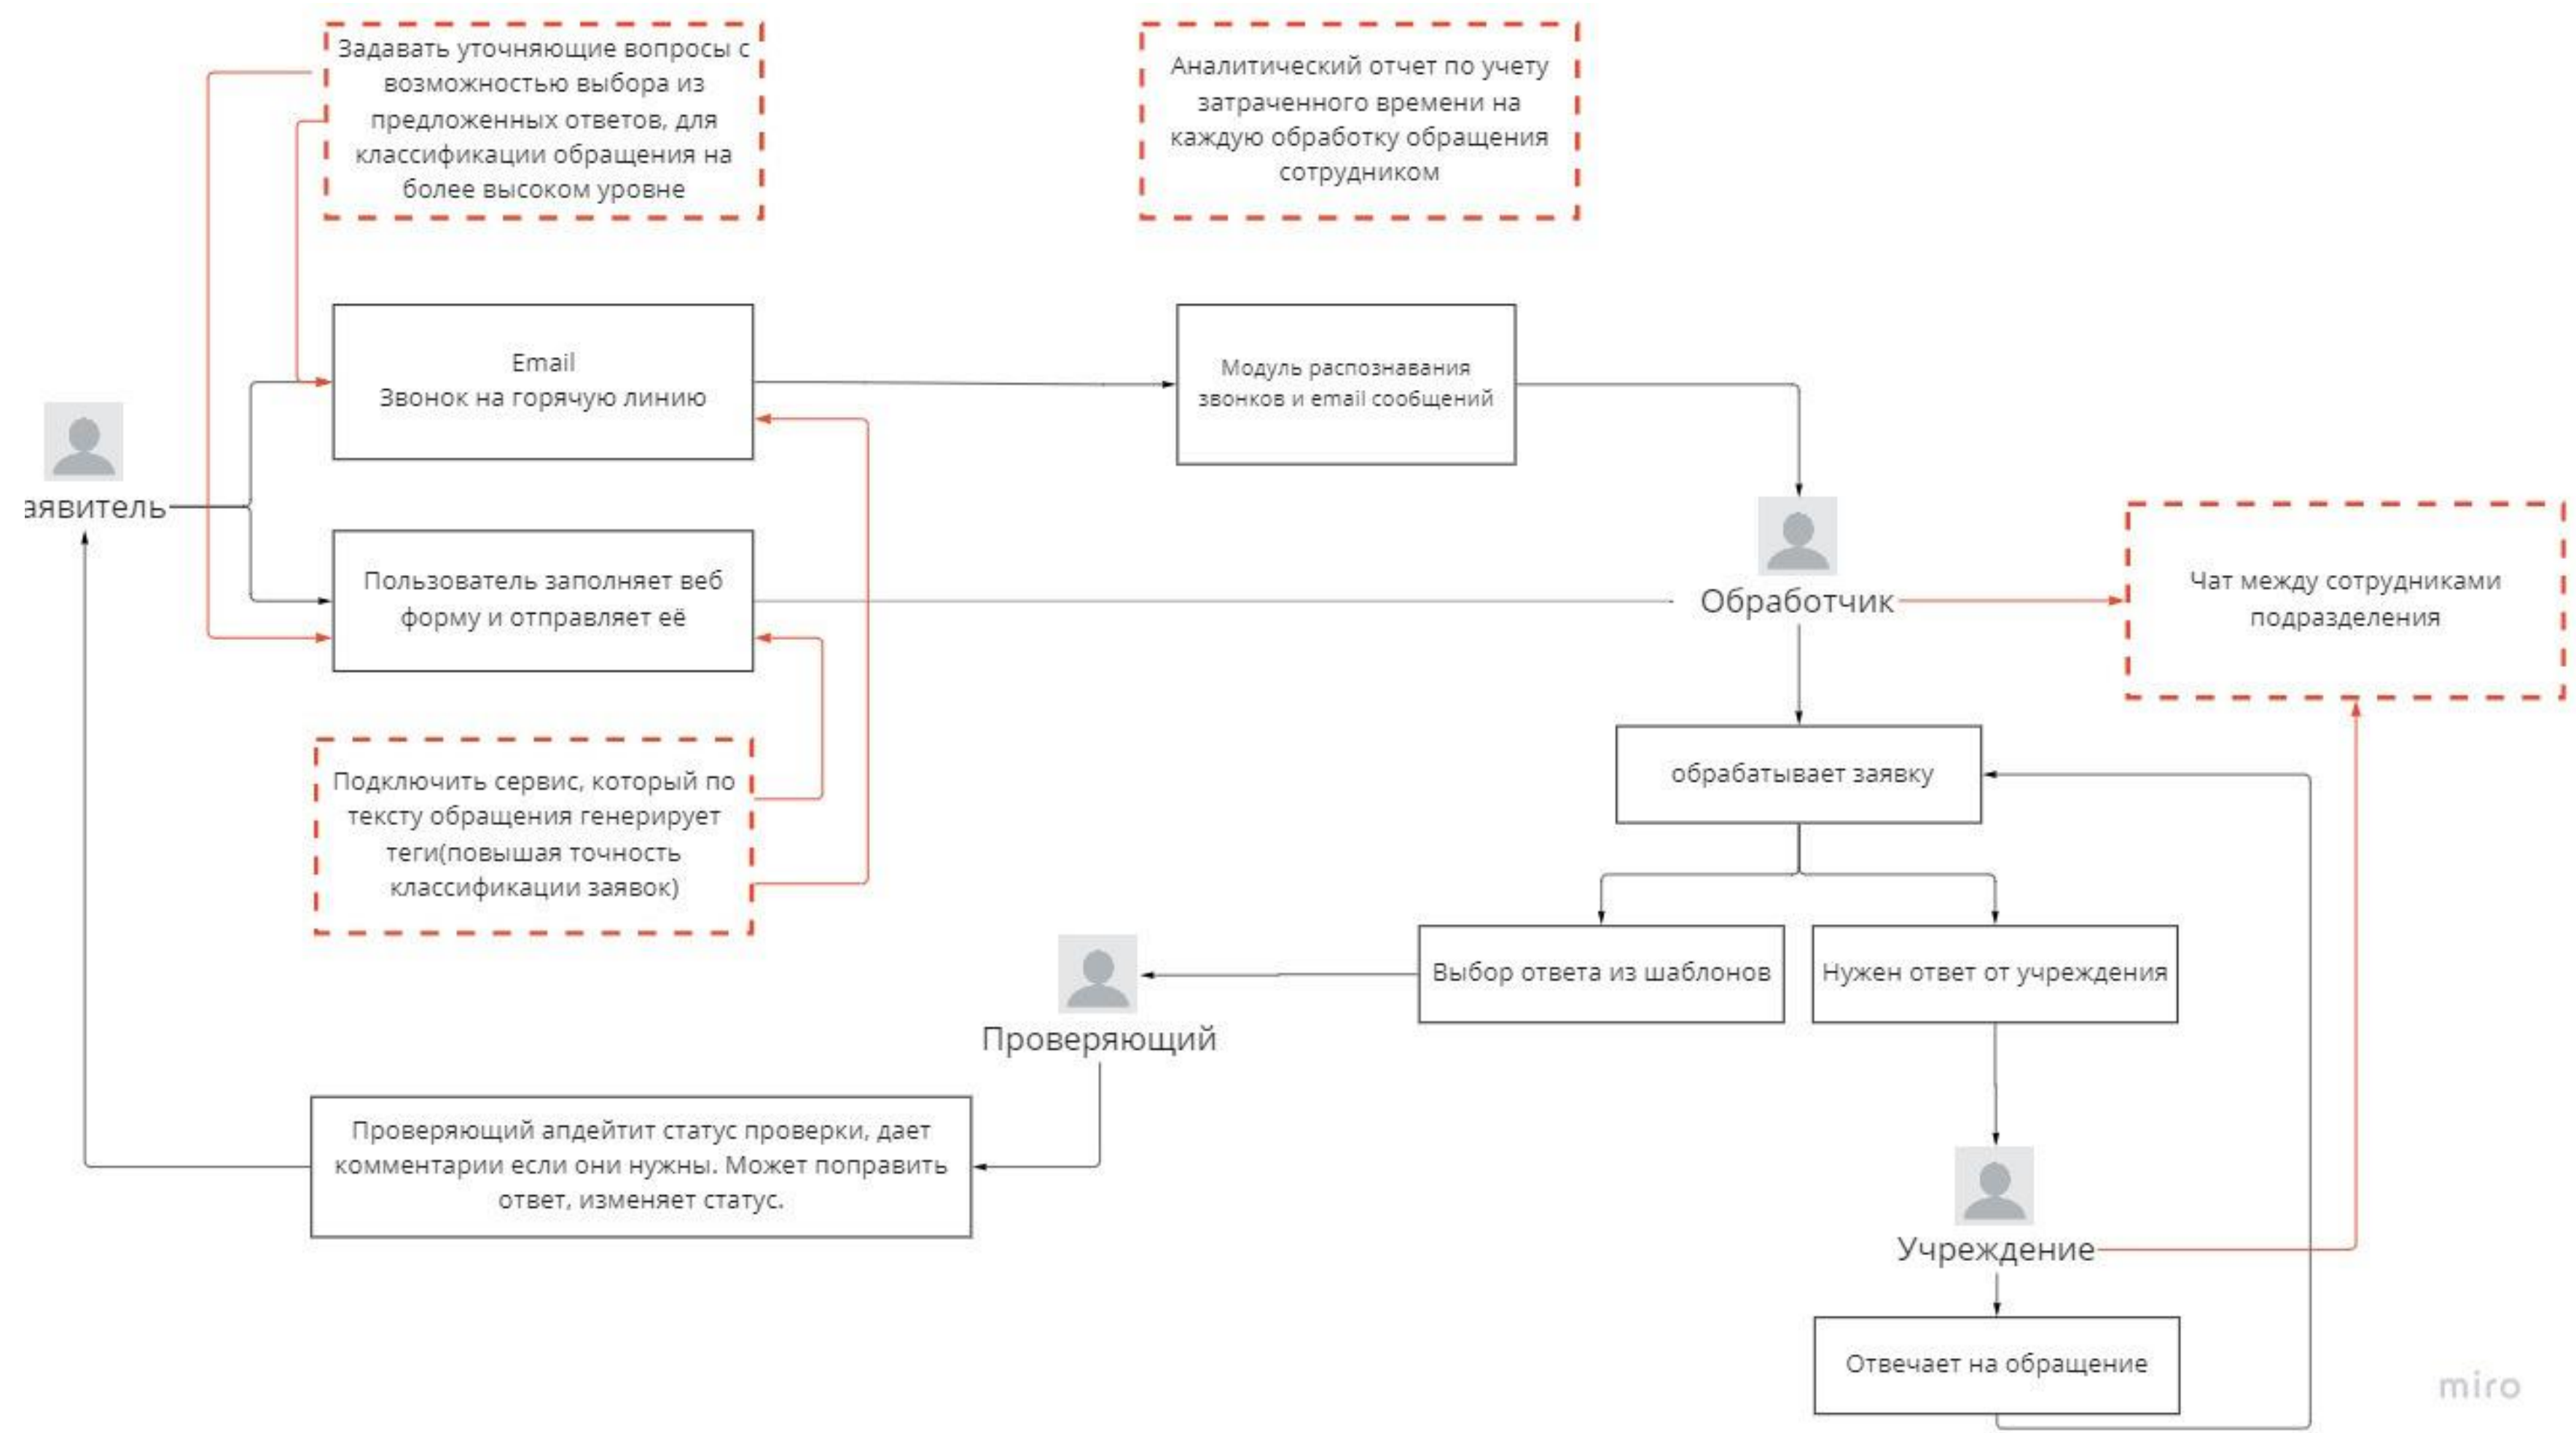 Задавать уточняющие вопросы с
возможностью выбора из
предложенных ответов, для
классификации обращения на
более высоком уровне
Аналитический отчет по учету
затраченного времени на
каждую обработку обращения
сотрудником
Email
Звонок на горячую линию
Модуль распознавания
звонков и email сообщений
аявитель
Пользователь заполняет веб
форму и отправляет её
Обработчик
Чат между сотрудниками
подразделения
Подключить сервис, который по
тексту обращения генерирует
теги(повышая точность
классификации заявок)
обрабатывает заявку
Выбор ответа из шаблонов
Нужен ответ от учреждения
Проверяющий
Проверяющий апдейтит статус проверки, дает
комментарии если они нужны. Может поправить
ответ, изменяет статус.
Учреждение
Отвечает на обращение
miro